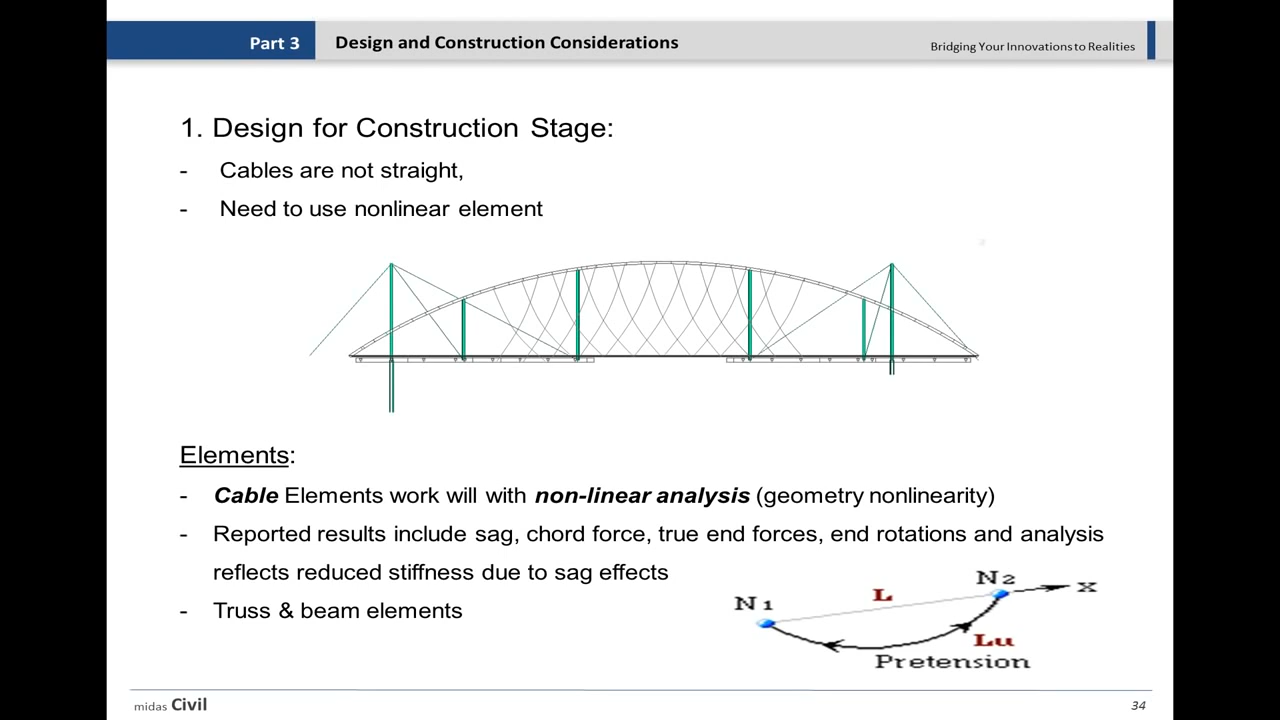 Part 3
Design and Construction Considerations
Bridging Your Innovations to Realities
1. Design for Construction Stage:
- Cables are not straight,
- Need to use nonlinear element
Elements:
- Cable Elements work will with non-linear analysis (geometry nonlinearity)
- Reported results include sag, chord force, true end forces, end rotations and analysis
reflects reduced stiffness due to sag effects
- Truss & beam elements
N1
L
N2
X
Lu
Pretension
midas Civil
34